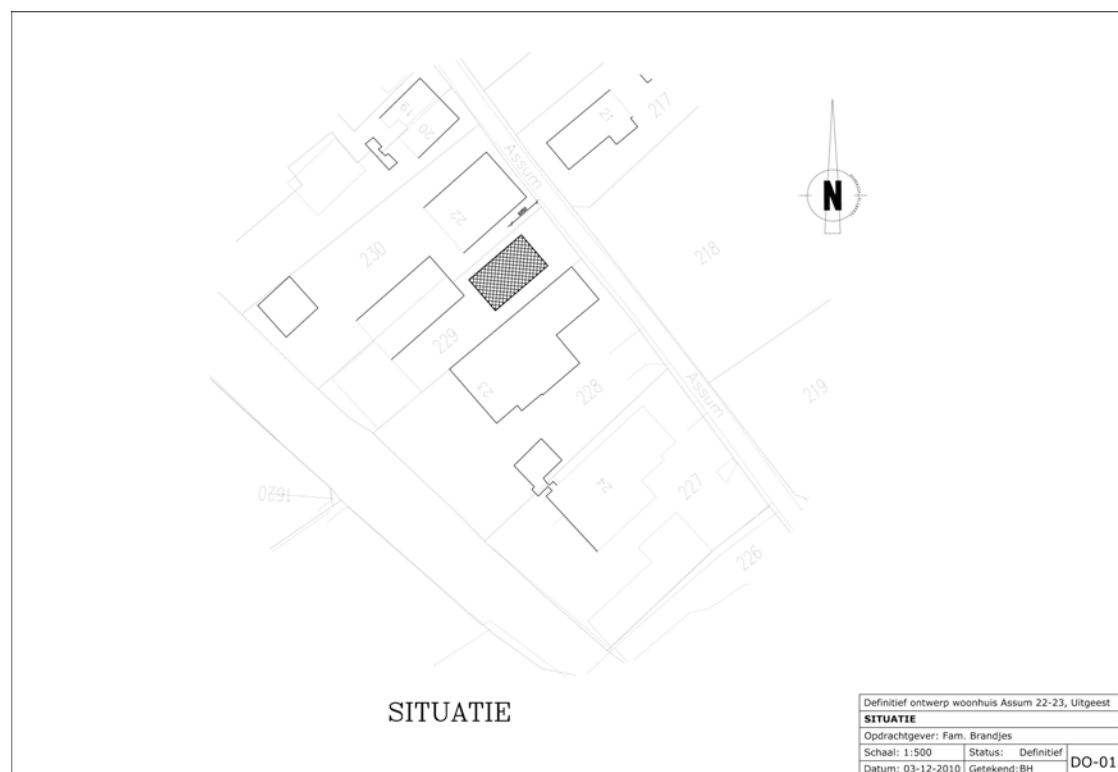 19
20
21
217
Assum
22
230
218
229
23
228
Assum
219
24
227
1620
226
N
SITUATIE
Definitief ontwerp woonhuis Assum 22-23, Uitgeest
SITUATIE
Opdrachtgever: Fam. Brandjes
Schaal: 1:500 Status: Definitief
Datum: 03-12-2010 Getekend:BH DO-01